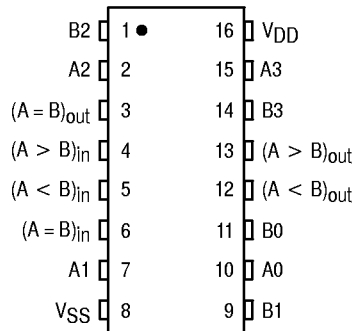 B2 1 16 VDD
A2 2 15 A3
(A = B)out 3 14 B3
(A > B)in 4 13 (A > B)out
(A < B)in 5 12 (A < B)out
(A = B)in 6 11 B0
A1 7 10 A0
VSS 8 9 B1